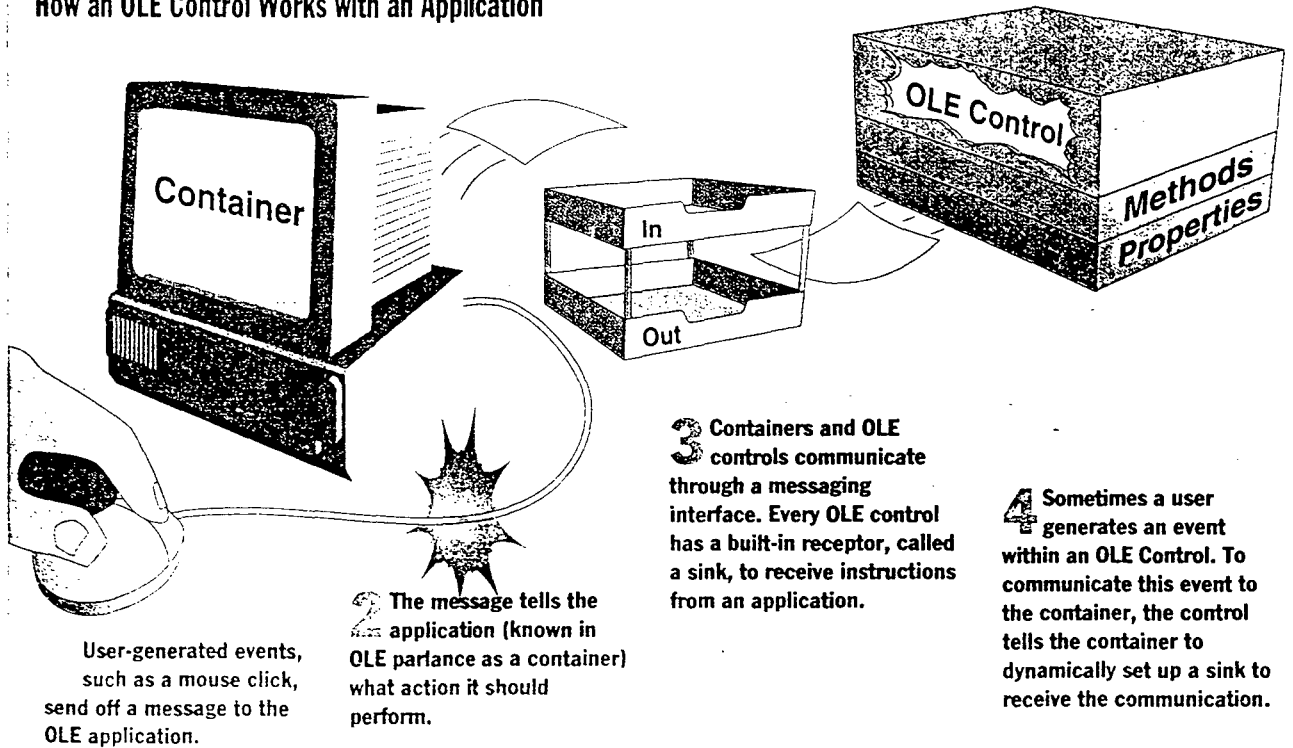 How an OLE Control Works with an Application
Container
In
Out
OLE Control
Methods
Properties
User-generated events,
such as a mouse click,
send off a message to the
OLE application.
2 The message tells the
application (known in
OLE parlance as a container)
what action it should
perform.
3 Containers and OLE
controls communicate
through a messaging
interface. Every OLE control
has a built-in receptor, called
a sink, to receive instructions
from an application.
4 Sometimes a user
generates an event
within an OLE Control. To
communicate this event to
the container, the control
tells the container to
dynamically set up a sink to
receive the communication.